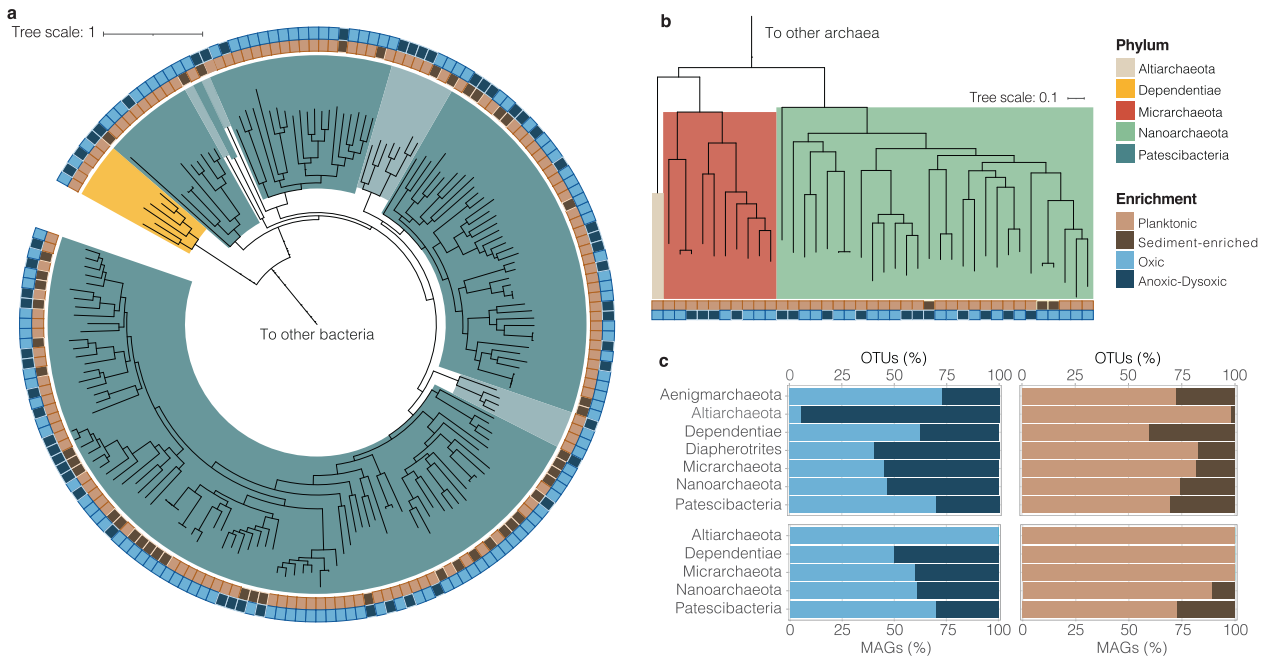 a
Tree scale: 1
To other bacteria
b
To other archaea
Tree scale: 0.1
Phylum
Altiarchaeota
Dependentiae
Micrarchaeota
Nanoarchaeota
Patescibacteria
Enrichment
Planktonic
Sediment-enriched
Oxic
Anoxic-Dysoxic
c
OTUs (%)
OTUs (%)
0 25 50 75 100
0 25 50 75 100
Aenigmarchaeota
Altiarchaeota
Dependentiae
Diapherotrites
Micrarchaeota
Nanoarchaeota
Patescibacteria
Altiarchaeota
Dependentiae
Micrarchaeota
Nanoarchaeota
Patescibacteria
0 25 50 75 100
0 25 50 75 100
MAGs (%)
MAGs (%)